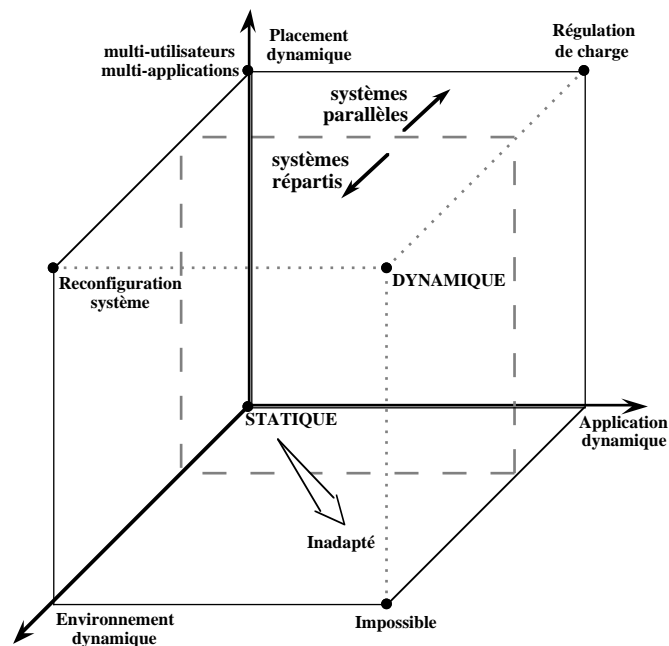 Placement
dynamique
multi-utilisateurs
multi-applications
Régulation
de charge
systèmes
parallèles
systèmes
répartis
Reconfiguration
système
DYNAMIQUE
STATIQUE
Application
dynamique
Inadapté
Environnement
dynamique
Impossible